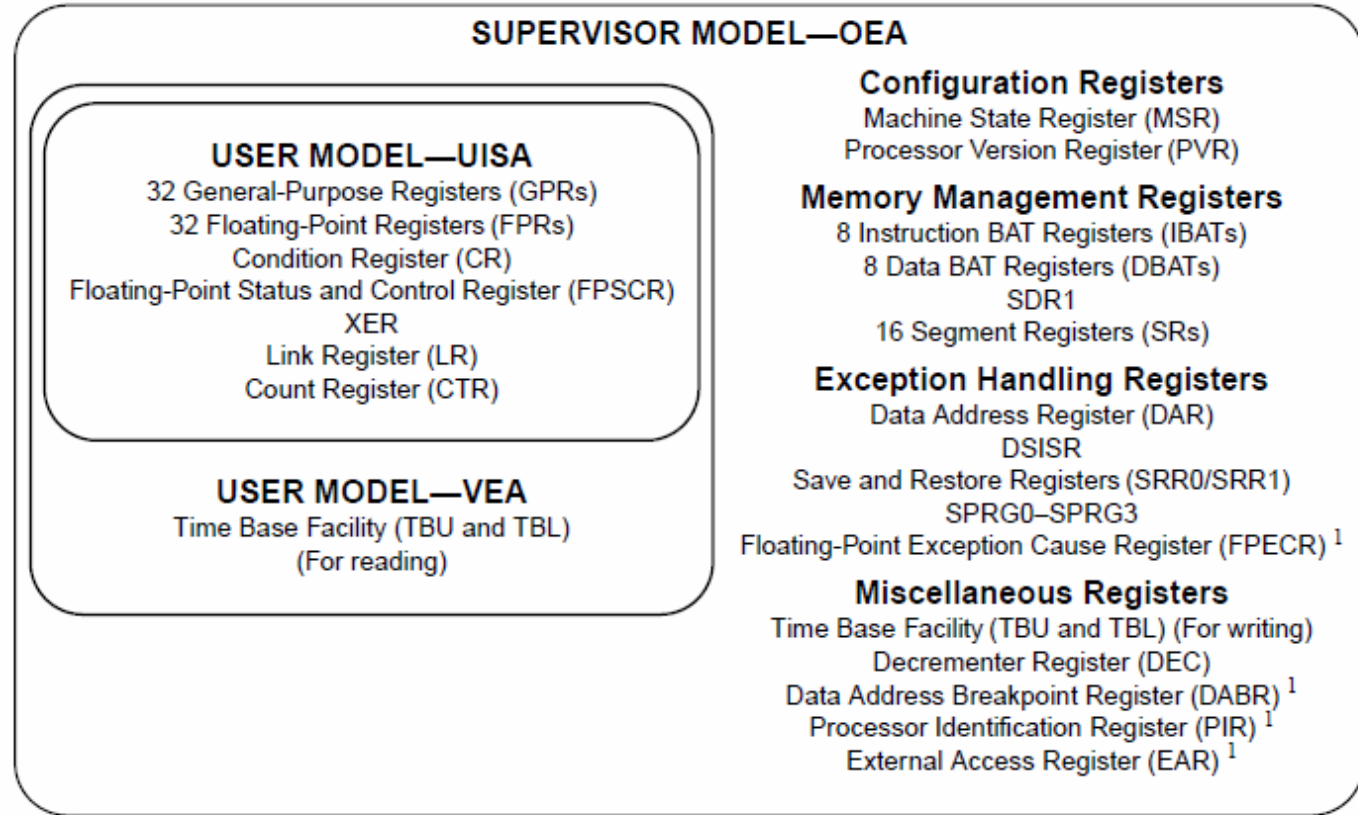 SUPERVISOR MODEL—OEA
USER MODEL—UISA
32 General-Purpose Registers (GPRs)
32 Floating-Point Registers (FPRs)
Condition Register (CR)
Floating-Point Status and Control Register (FPSCR)
XER
Link Register (LR)
Count Register (CTR)
USER MODEL—VEA
Time Base Facility (TBU and TBL)
(For reading)
Configuration Registers
Machine State Register (MSR)
Processor Version Register (PVR)
Memory Management Registers
8 Instruction BAT Registers (IBATs)
8 Data BAT Registers (DBATs)
SDR1
16 Segment Registers (SRs)
Exception Handling Registers
Data Address Register (DAR)
DSISR
Save and Restore Registers (SRR0/SRR1)
SPRG0–SPRG3
Floating-Point Exception Cause Register (FPECR) 1
Miscellaneous Registers
Time Base Facility (TBU and TBL) (For writing)
Decrementer Register (DEC)
Data Address Breakpoint Register (DABR) 1
Processor Identification Register (PIR) 1
External Access Register (EAR) 1